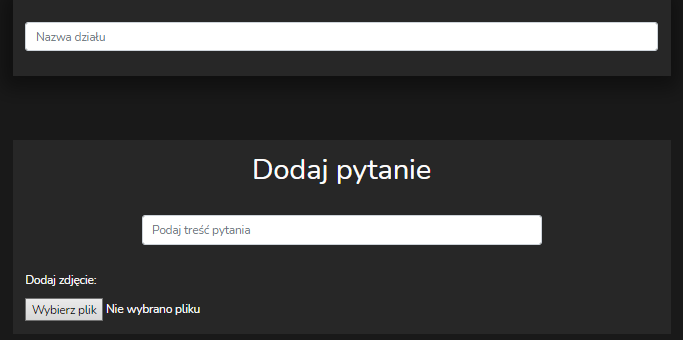 Nazwa działu
Dodaj pytanie
Podaj treść pytania
Dodaj zdjęcie:
Wybierz plik Nie wybrano pliku